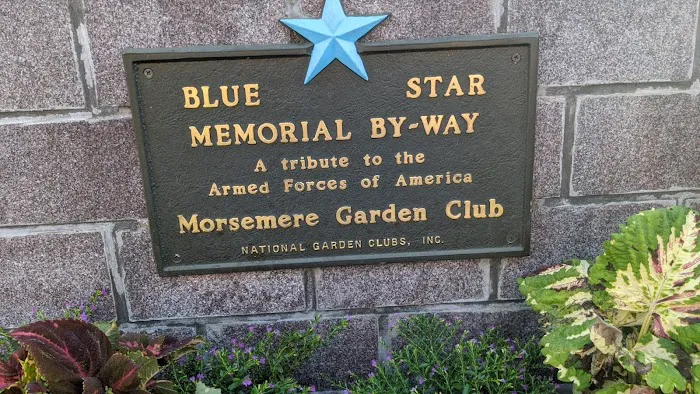 BLUE STAR
MEMORIAL BY-WAY
A tribute to the
Armed Forces of America
Morsemere Garden Club
NATIONAL GARDEN CLUBS, INC.